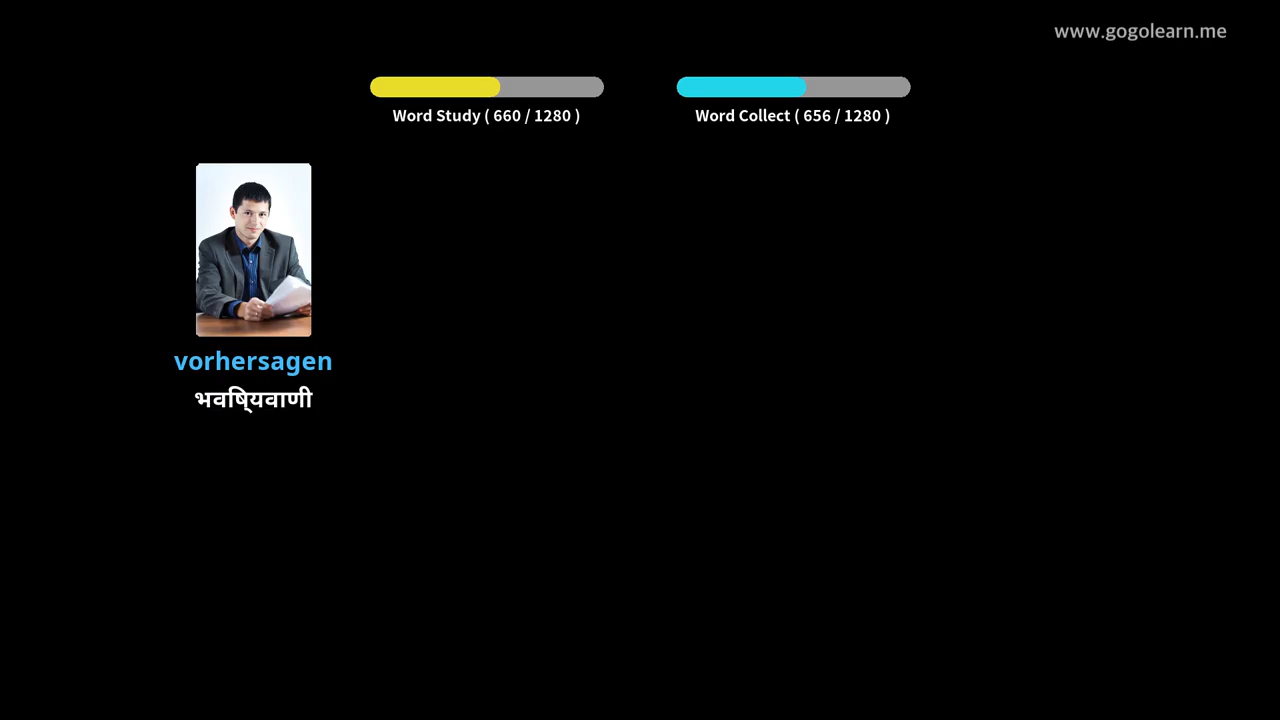 www.gogolearn.me
Word Study ( 660 / 1280 )
Word Collect ( 656 / 1280 )
vorhersagen
भविष्यवाणी